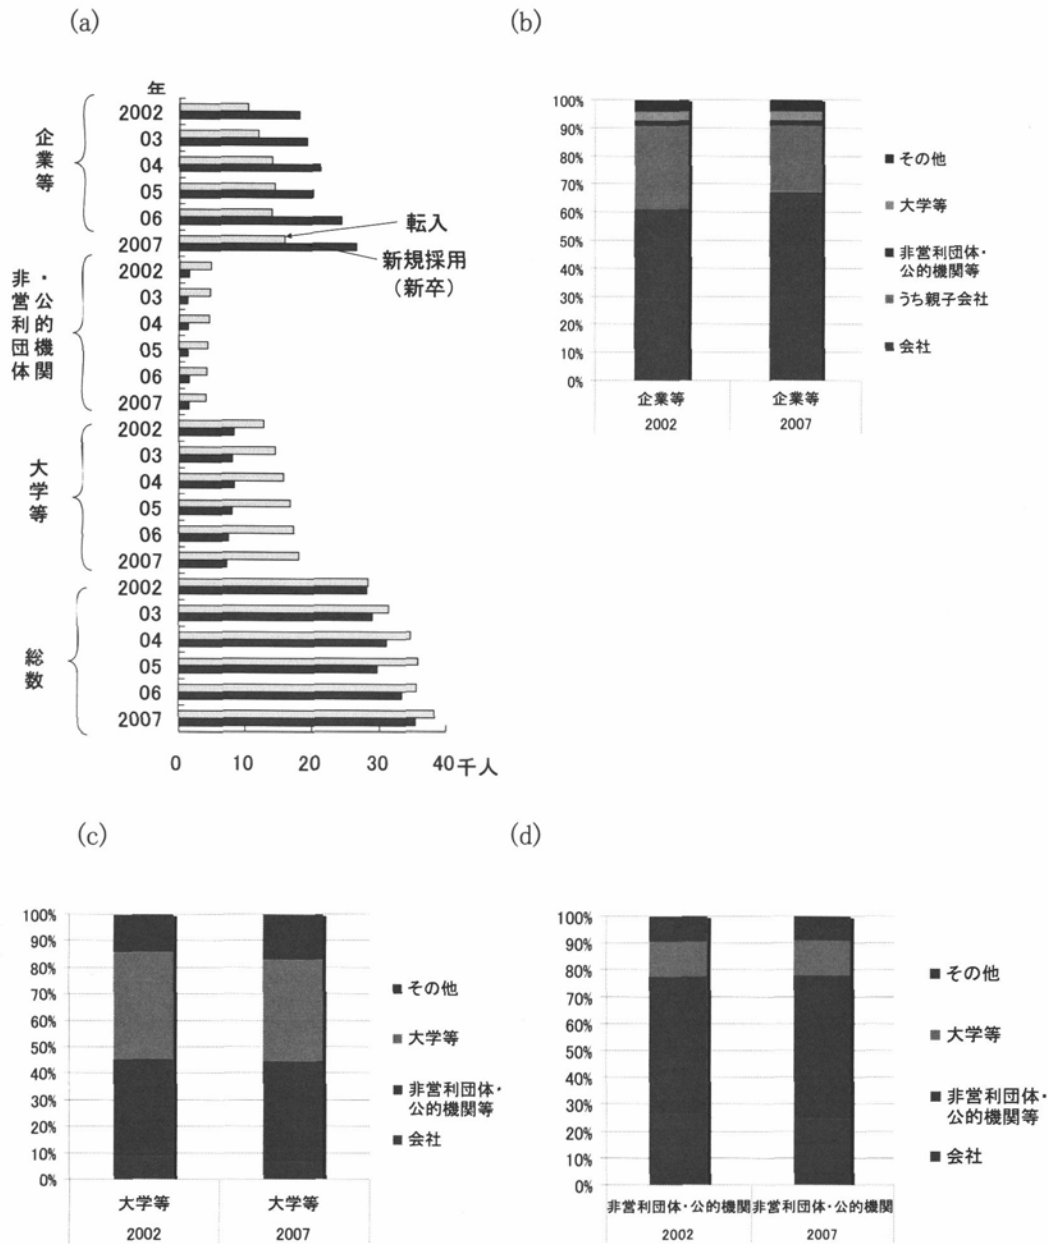 (a)
年
企業等
2002
03
04
05
06
2007
転入
新規採用
(新卒)
非営利団体
・公的機関
2002
03
04
05
06
2007
大学等
2002
03
04
05
06
2007
総数
2002
03
04
05
06
2007
0 10 20 30 40千人
(b)
100%
90%
80%
70%
60%
50%
40%
30%
20%
10%
0%
企業等 企業等
2002 2007
その他
大学等
非営利団体・
公的機関等
うち親子会社
会社
(c)
100%
90%
80%
70%
60%
50%
40%
30%
20%
10%
0%
大学等 大学等
2002 2007
その他
大学等
非営利団体・
公的機関等
会社
(d)
100%
90%
80%
70%
60%
50%
40%
30%
20%
10%
0%
非営利団体・公的機関 非営利団体・公的機関
2002 2007
その他
大学等
非営利団体・
公的機関等
会社